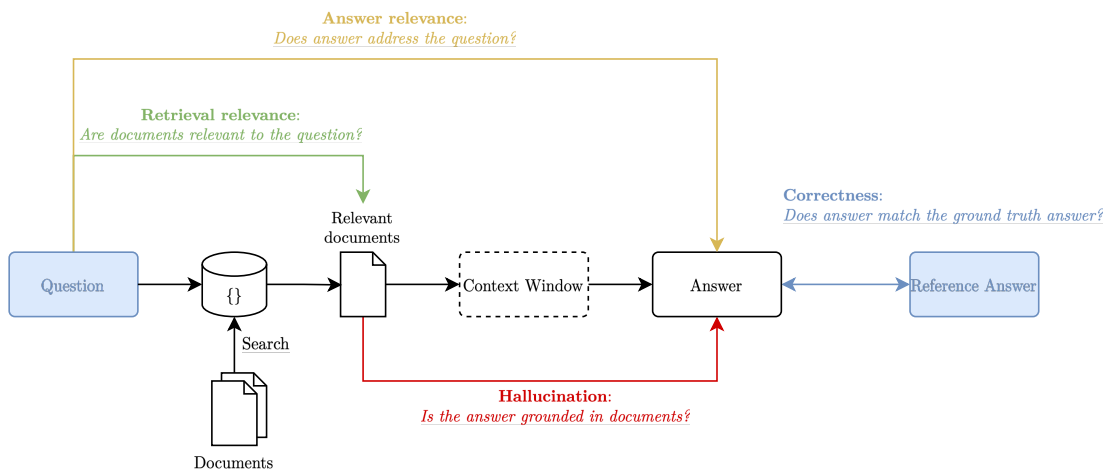 Answer relevance:
Does answer address the question?
Retrieval relevance:
Are documents relevant to the question?
Correctness:
Does answer match the ground truth answer?
Relevant
documents
Question
{}
Context Window
Answer
Reference Answer
Search
Hallucination:
Is the answer grounded in documents?
Documents